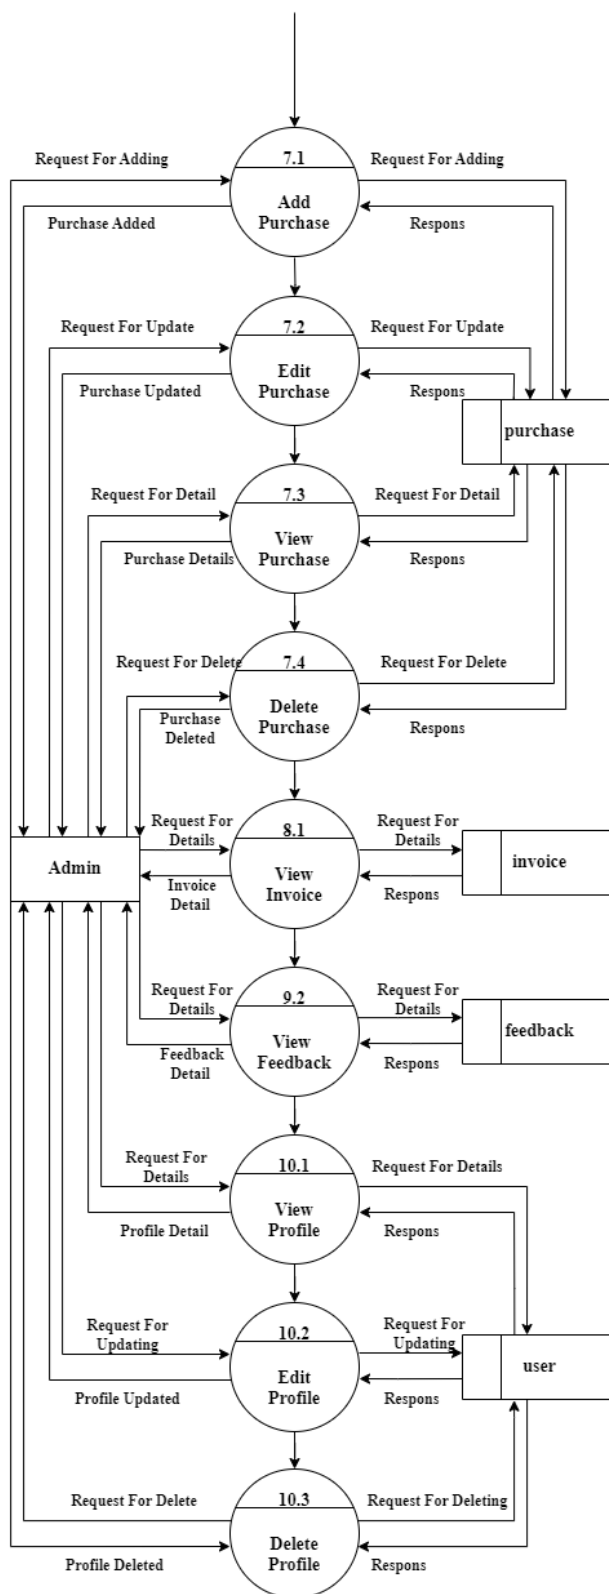 7.1
Request For Adding
Request For Adding
Add
Purchase
Purchase Added
Respons
7.2
Request For Update
Request For Update
Edit
Purchase
Purchase Updated
Respons
purchase
7.3
Request For Detail
Request For Detail
View
Purchase
Purchase Details
Respons
7.4
Request For Delete
Request For Delete
Delete
Purchase
Purchase
Deleted
Respons
8.1
Request For
Details
Request For
Details
Admin
View
Invoice
invoice
Invoice
Detail
Respons
9.2
Request For
Details
Request For
Details
View
Feedback
feedback
Feedback
Detail
Respons
10.1
Request For
Details
Request For Details
View
Profile
Profile Detail
Respons
10.2
Request For
Updating
Request For
Updating
Edit
Profile
user
Profile Updated
Respons
10.3
Request For Delete
Request For Deleting
Delete
Profile
Profile Deleted
Respons